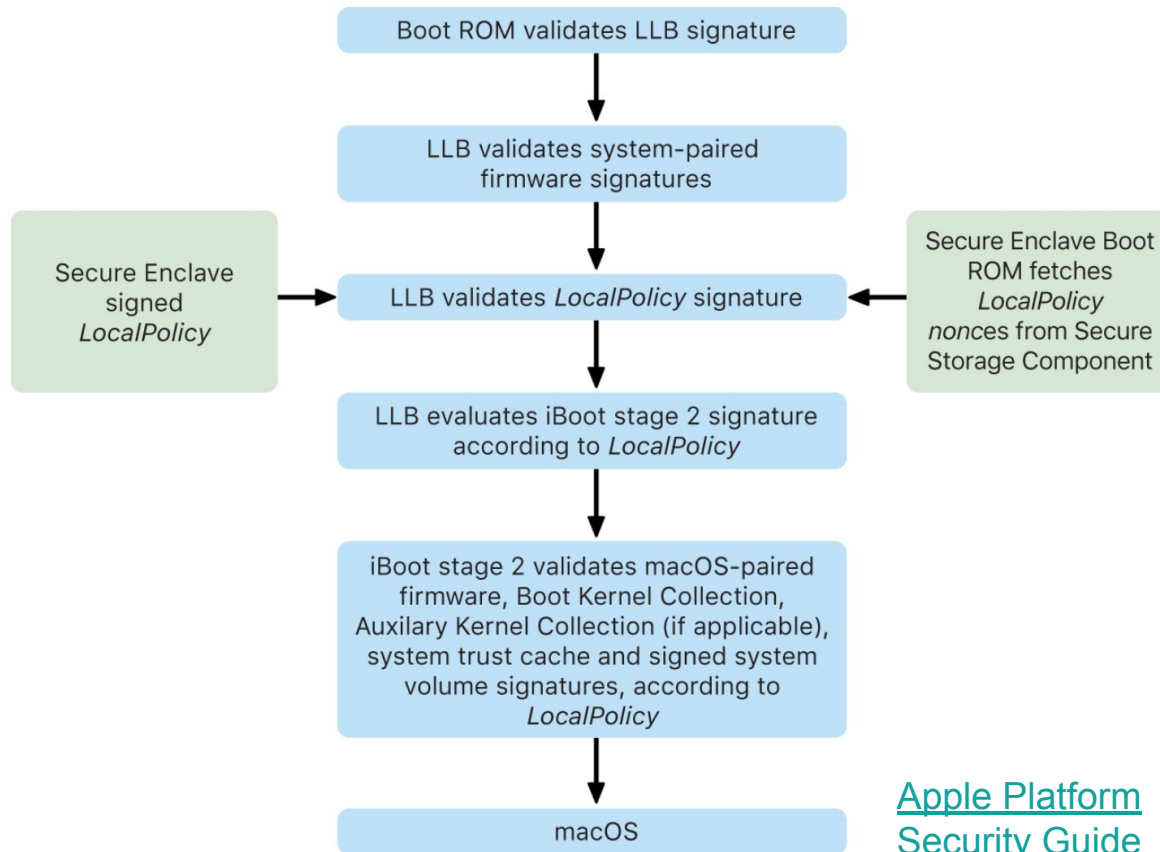 Boot ROM validates LLB signature
LLB validates system-paired
firmware signatures
Secure Enclave
signed
LocalPolicy
LLB validates LocalPolicy signature
Secure Enclave Boot
ROM fetches
LocalPolicy
nonces from Secure
Storage Component
LLB evaluates iBoot stage 2 signature
according to LocalPolicy
iBoot stage 2 validates macOS-paired
firmware, Boot Kernel Collection,
Auxilary Kernel Collection (if applicable),
system trust cache and signed system
volume signatures, according to
LocalPolicy
macOS
Apple Platform
Security Guide